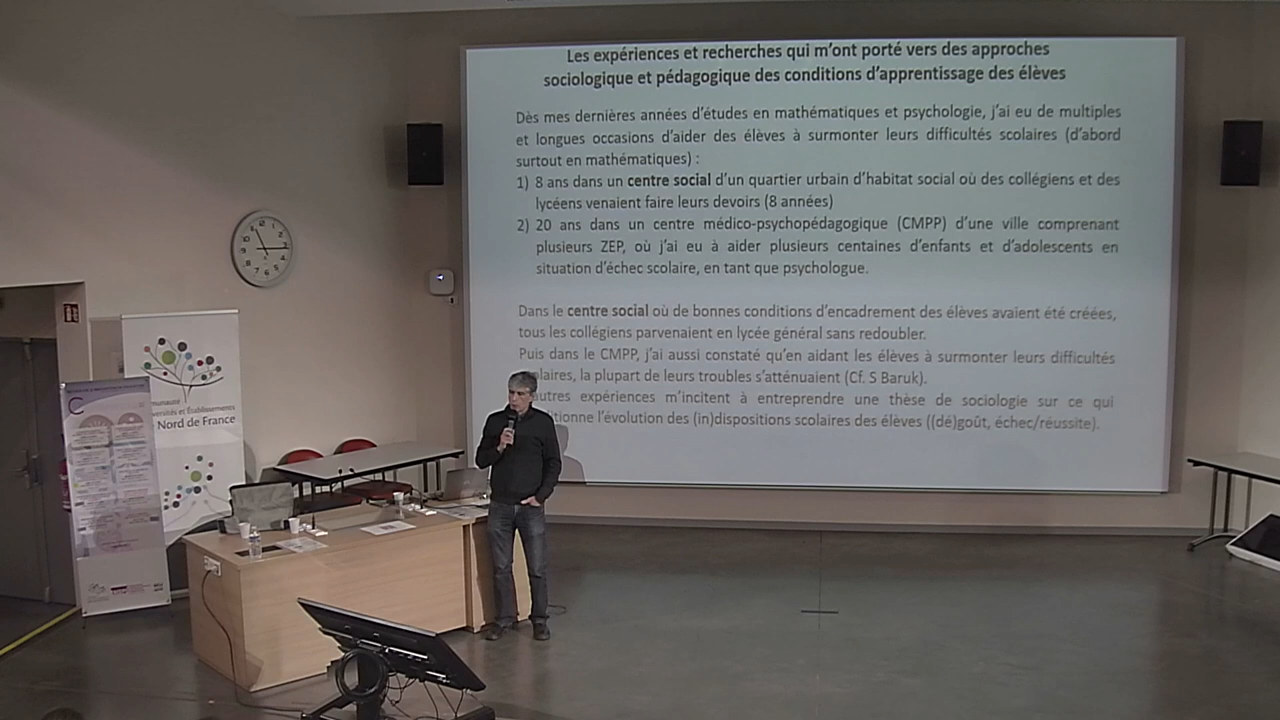 Les expériences et recherches qui m'ont porté vers des approches
sociologique et pédagogique des conditions d'apprentissage des élèves
Dès mes dernières années d'études en mathématiques et psychologie, j'ai eu de multiples
et longues occasions d'aider des élèves à surmonter leurs difficultés scolaires (d'abord
surtout en mathématiques) :
1) 8 ans dans un centre social d'un quartier urbain d'habitat social où des collégiens et des
lycéens venaient faire leurs devoirs (8 années)
2) 20 ans dans un centre médico-psychopédagogique (CMPP) d'une ville comprenant
plusieurs ZEP, où j'ai eu à aider plusieurs centaines d'enfants et d'adolescents en
situation d'échec scolaire, en tant que psychologue.
Dans le centre social où de bonnes conditions d'encadrement des élèves avaient été créées,
tous les collégiens parvenaient en lycée général sans redoubler.
Puis dans le CMPP, j'ai aussi constaté qu'en aidant les élèves à surmonter leurs difficultés
olaires, la plupart de leurs troubles s'atténuaient (Cf. S Baruk).
utres expériences m'incitent à entreprendre une thèse de sociologie sur ce qui
itionne l'évolution des (in)dispositions scolaires des élèves ((dé)goût, échec/réussite).
munauté
versités et Établissements
Nord de France
C